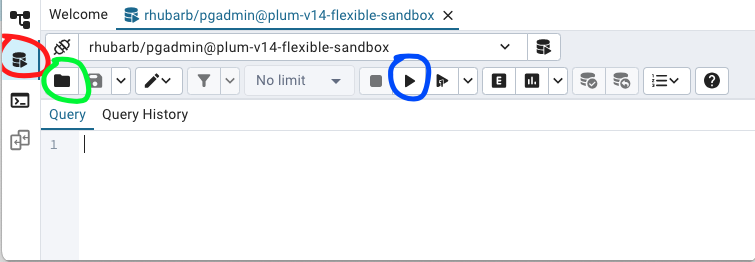 Welcome rhubarb/pgadmin@plum-v14-flexible-sandbox
rhubarb/pgadmin@plum-v14-flexible-sandbox
No limit E
Query Query History
1